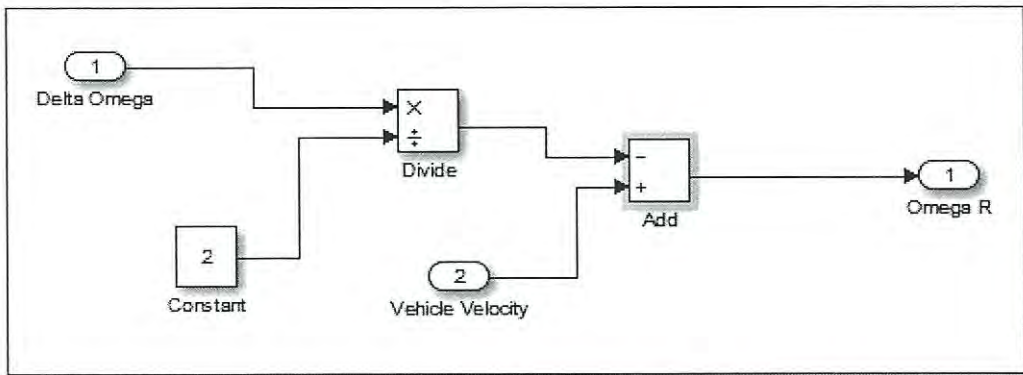 1
Delta Omega
×
÷
Divide
2
Constant
2
Vehicle Velocity
−
+
Add
1
Omega R